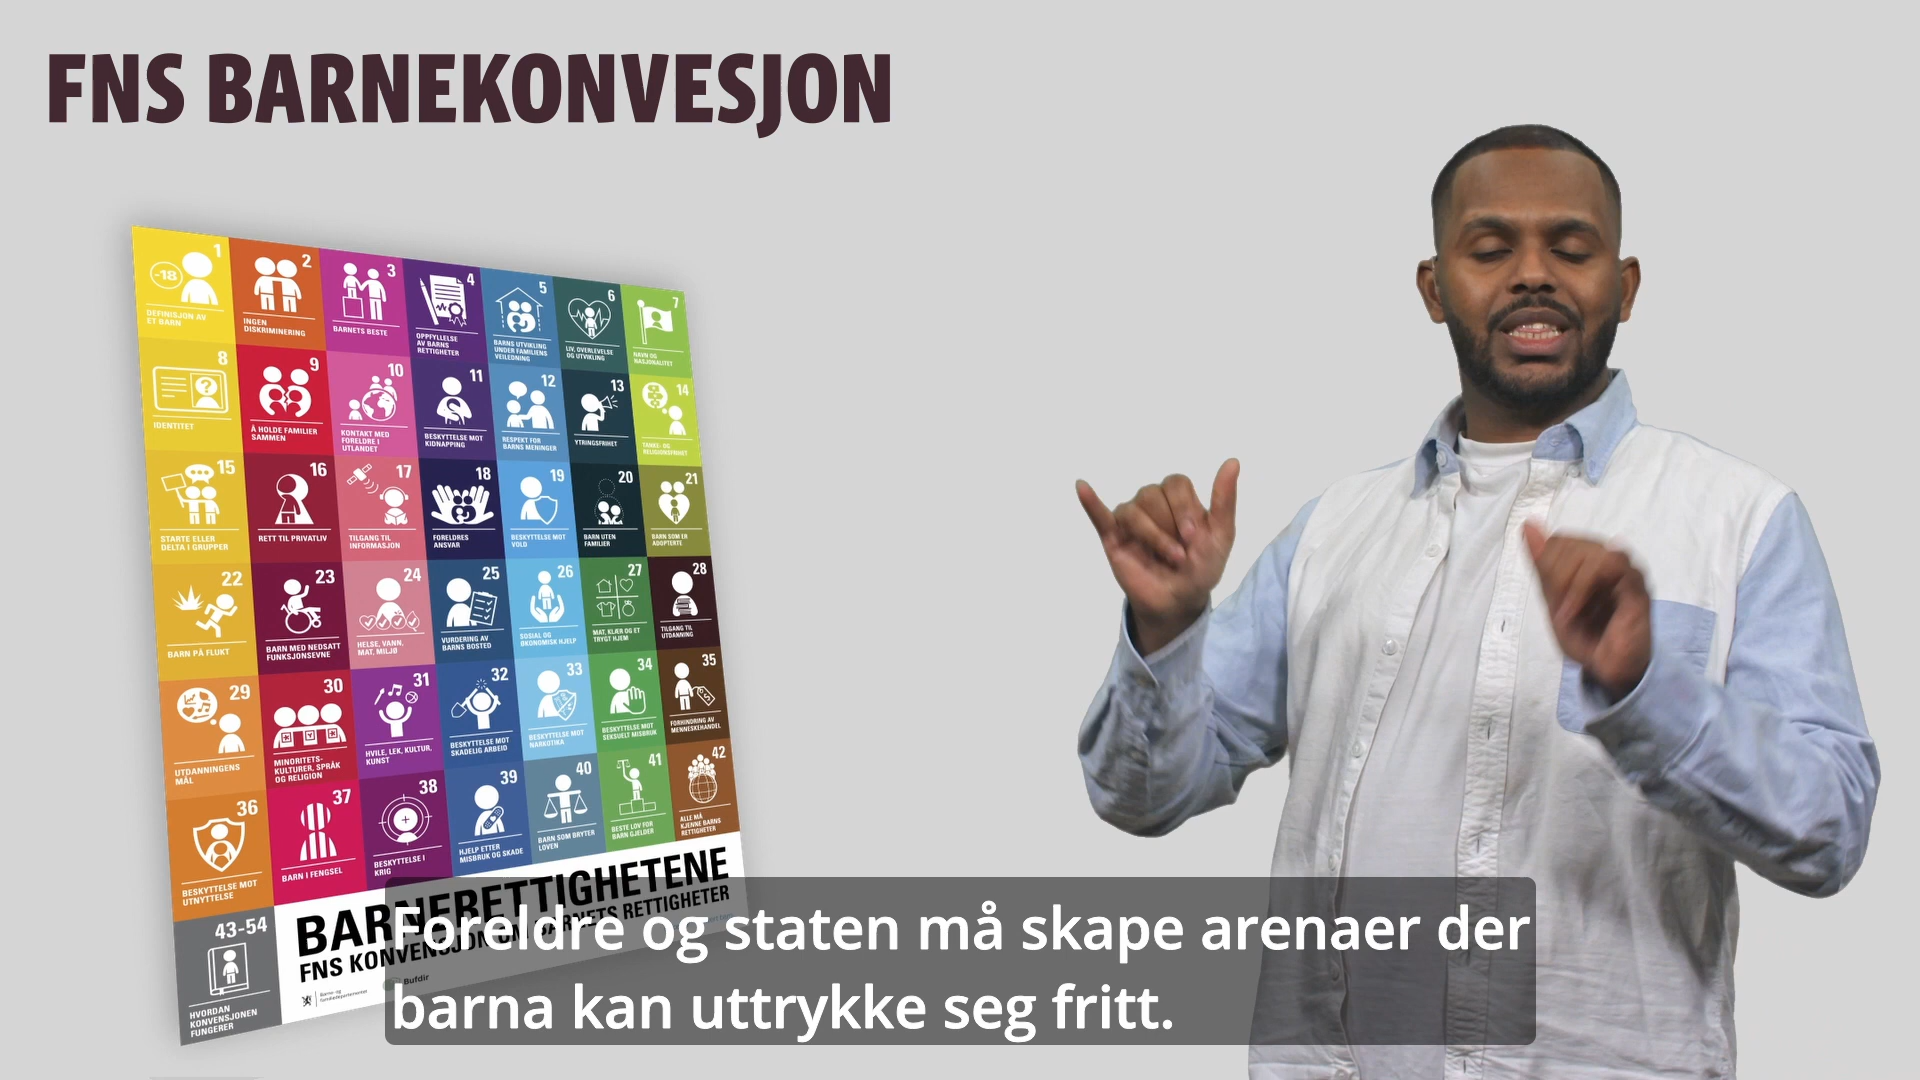 FNS BARNEKONVESJON
1
DEFINISJON AV
ET BARN
2
INGEN
DISKRIMINERING
3
BARNETS BESTE
4
OPPFYLLELSE
AV BARNS
RETTIGHETER
5
BARNS UTVIKLING
UNDER FAMILIENS
VEILEDNING
6
LIV, OVERLEVELSE
OG UTVIKLING
7
NAVN OG
NASJONALITET
8
IDENTITET
9
Å HOLDE FAMILIER
SAMMEN
10
KONTAKT MED
FORELDRE I
UTLANDET
11
BESKYTTELSE MOT
KIDNAPPING
12
RESPEKT FOR
BARNS MENINGER
13
YTRINGSFRIHET
14
TANKE- OG
RELIGIONSFRIHET
15
STARTE ELLER
DELTA I GRUPPER
16
RETT TIL PRIVATLIV
17
TILGANG TIL
INFORMASJON
18
FORELDRES
ANSVAR
19
BESKYTTELSE MOT
VOLD
20
BARN UTEN
FAMILIER
21
BARN SOM ER
ADOPTERTE
22
BARN PÅ FLUKT
23
BARN MED NEDSATT
FUNKSJONSEVNE
24
HELSE, VANN,
MAT, MILJØ
25
VURDERING AV
BARNS BOSTED
26
SOSIAL OG
ØKONOMISK HJELP
27
MAT, KLÆR OG ET
TRYGT HJEM
28
TILGANG TIL
UTDANNING
29
UTDANNINGENS
MÅL
30
MINORITETS-
KULTURER, SPRÅK
OG RELIGION
31
HVILE, LEK, KULTUR,
KUNST
32
BESKYTTELSE MOT
SKADELIG ARBEID
33
BESKYTTELSE MOT
NARKOTIKA
34
BESKYTTELSE MOT
SEKSUELT MISBRUK
35
FORHINDRING AV
MENNESKEHANDEL
36
BESKYTTELSE MOT
UTNYTTELSE
37
BARN I FENGSEL
38
BESKYTTELSE I
KRIG
39
HJELP ETTER
MISBRUK OG SKADE
40
BARN SOM BRYTER
LOVEN
41
BESTE LOV FOR
BARN GJELDER
42
ALLE MÅ
KJENNE BARNS
RETTIGHETER
43-54
HVORDAN
KONVENSJONEN
FUNGERER
BARNERETTIGHETENE
FNS KONVENSJON OM BARNETS RETTIGHETER
Barne- og
familiedepartementet
Bufdir
Foreldre og staten må skape arenaer der
barna kan uttrykke seg fritt.